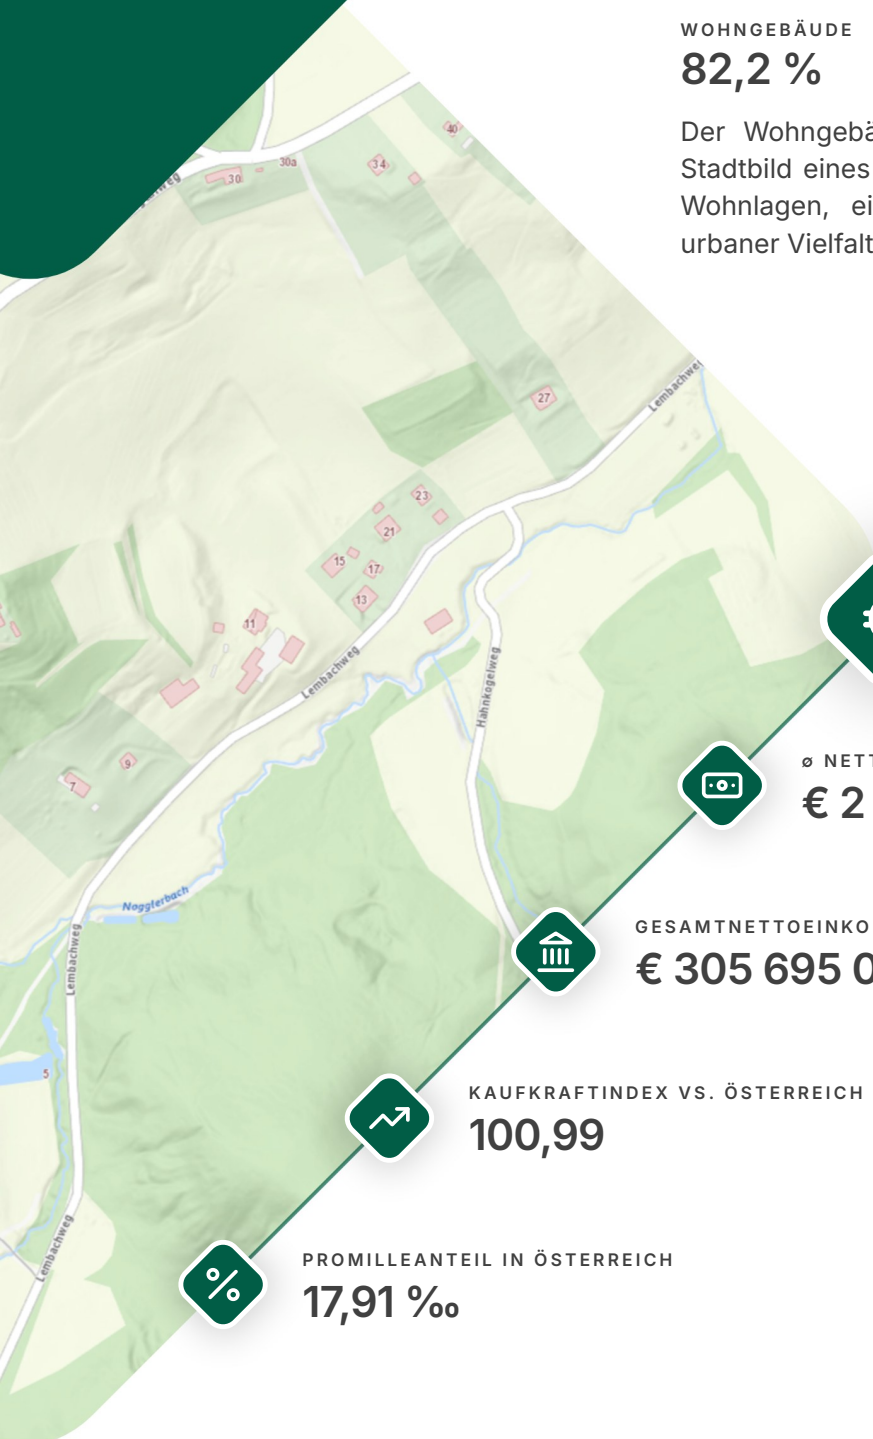 WOHNGEBÄUDE
82,2 %
Der Wohngebä
Stadtbild eines
Wohnlagen, ei
urbaner Vielfalt
40
30a
34
30
Lembachweg
27
23
21
15
17
13
11
Lembachweg
Hähnkogelweg
9
7
ø NETT
€ 2
Nogglerbach
GESAMTNETTOEINKO
€ 305 695 0
Lembachweg
5
KAUFKRAFTINDEX VS. ÖSTERREICH
100,99
Lembachweg
PROMILLEANTEIL IN ÖSTERREICH
17,91 ‰